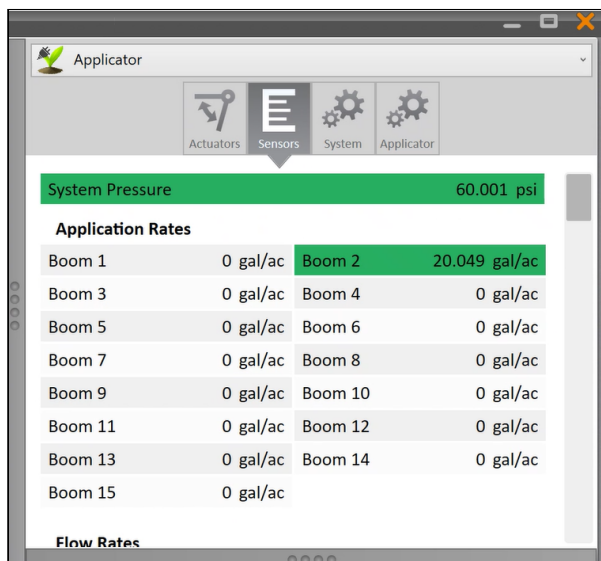 Applicator
Actuators Sensors System Applicator
System Pressure 60.001 psi
Application Rates
Boom 1 0 gal/ac Boom 2 20.049 gal/ac
Boom 3 0 gal/ac Boom 4 0 gal/ac
Boom 5 0 gal/ac Boom 6 0 gal/ac
Boom 7 0 gal/ac Boom 8 0 gal/ac
Boom 9 0 gal/ac Boom 10 0 gal/ac
Boom 11 0 gal/ac Boom 12 0 gal/ac
Boom 13 0 gal/ac Boom 14 0 gal/ac
Boom 15 0 gal/ac
Flow Rates